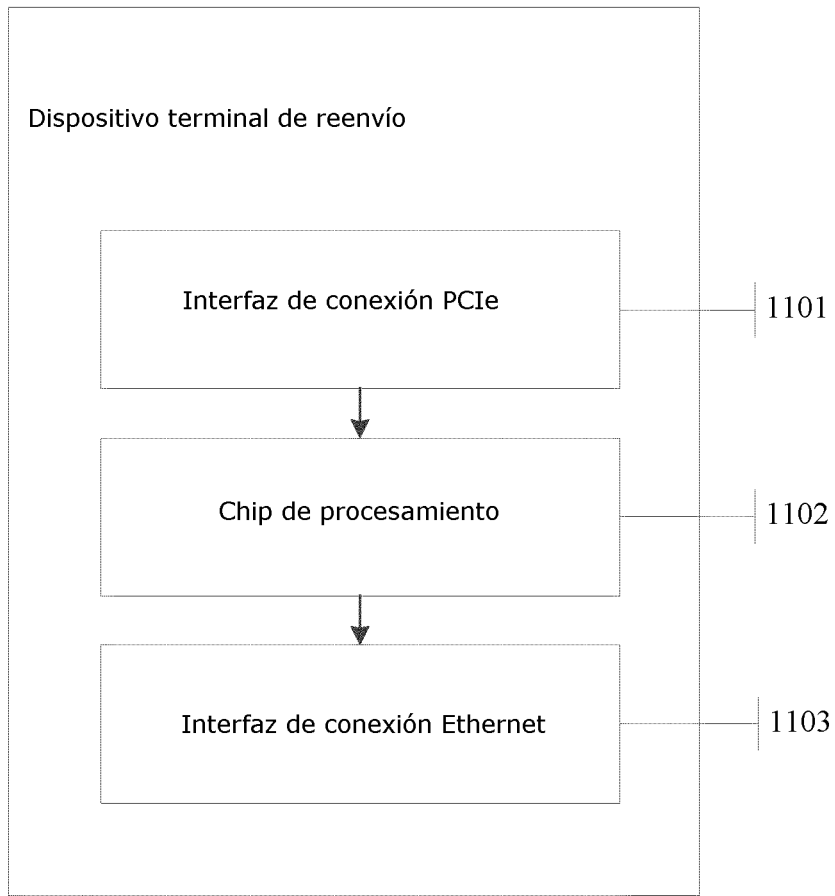 Dispositivo terminal de reenvío
Interfaz de conexión PCIe
1101
Chip de procesamiento
1102
Interfaz de conexión Ethernet
1103